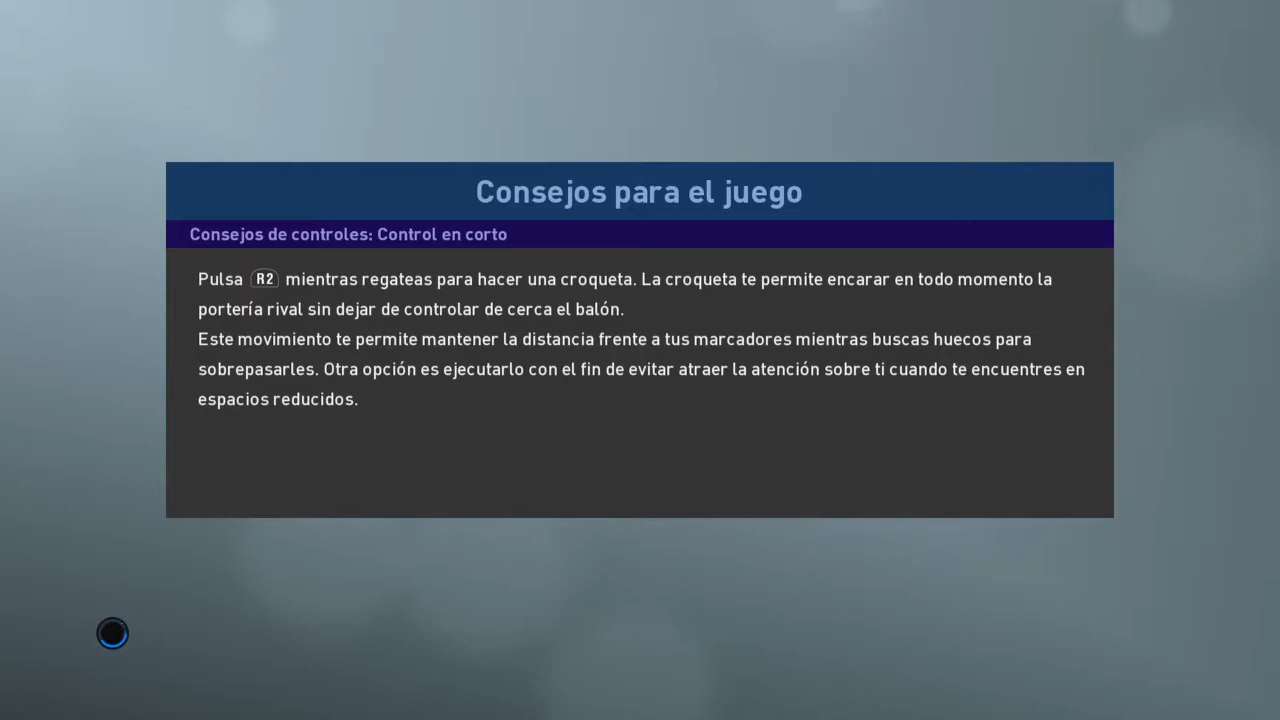 Consejos para el juego
Consejos de controles: Control en corto
Pulsa R2 mientras regateas para hacer una croqueta. La croqueta te permite encarar en todo momento la
portería rival sin dejar de controlar de cerca el balón.
Este movimiento te permite mantener la distancia frente a tus marcadores mientras buscas huecos para
sobrepasarles. Otra opción es ejecutarlo con el fin de evitar atraer la atención sobre ti cuando te encuentres en
espacios reducidos.